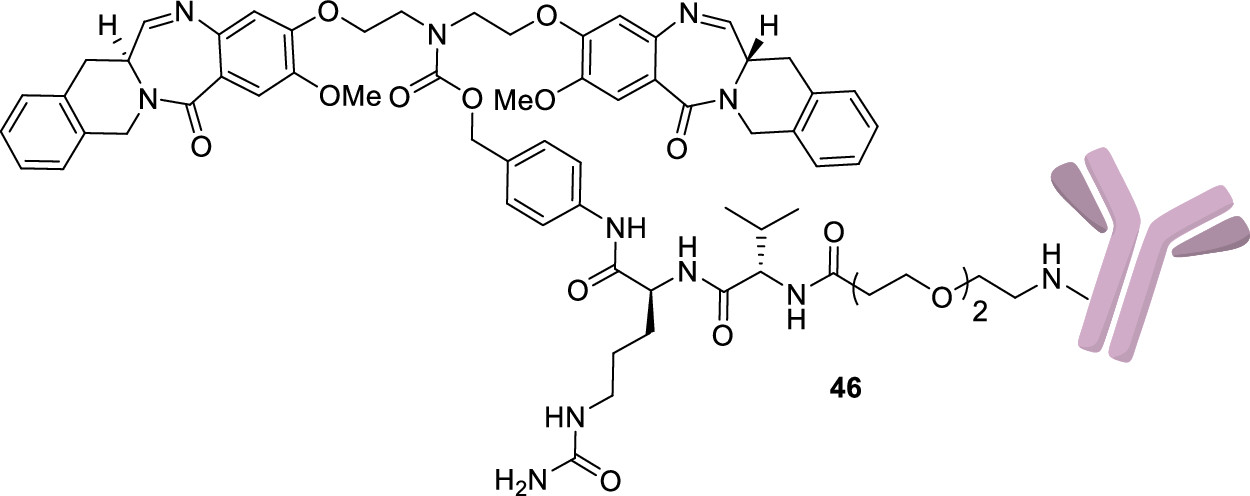 H N O N O N H
N O OMe O O MeO O N
NH
O H N O N H O O 2 H N
O
46
HN
H2N O